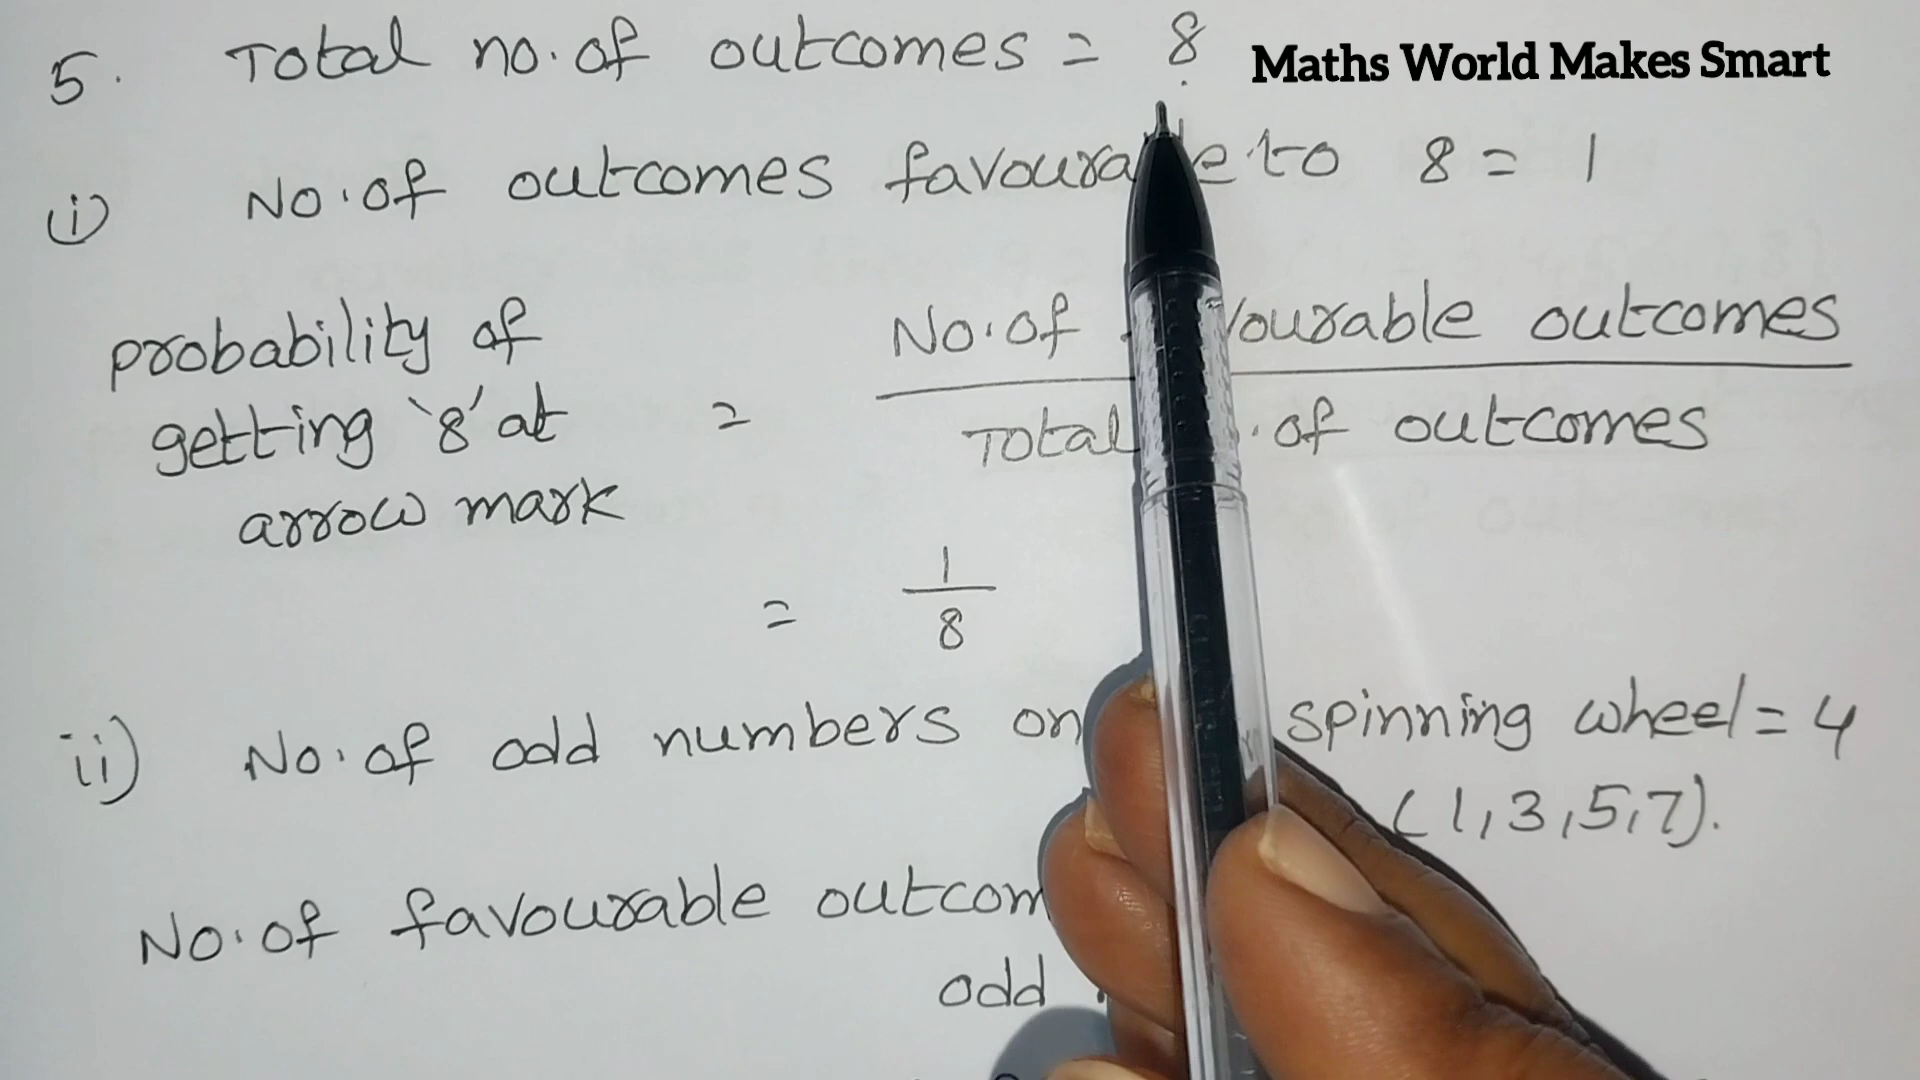 5. Total no. of outcomes = 8
Maths World Makes Smart
i) No. of outcomes to 8 = 1
probability of
getting '8' at
arrow mark
= No. of outcomes
Total of outcomes
= 1
8
ii) No. of odd numbers on spinning wheel = 4
(1, 3, 5, 7).
No. of favourable
odd